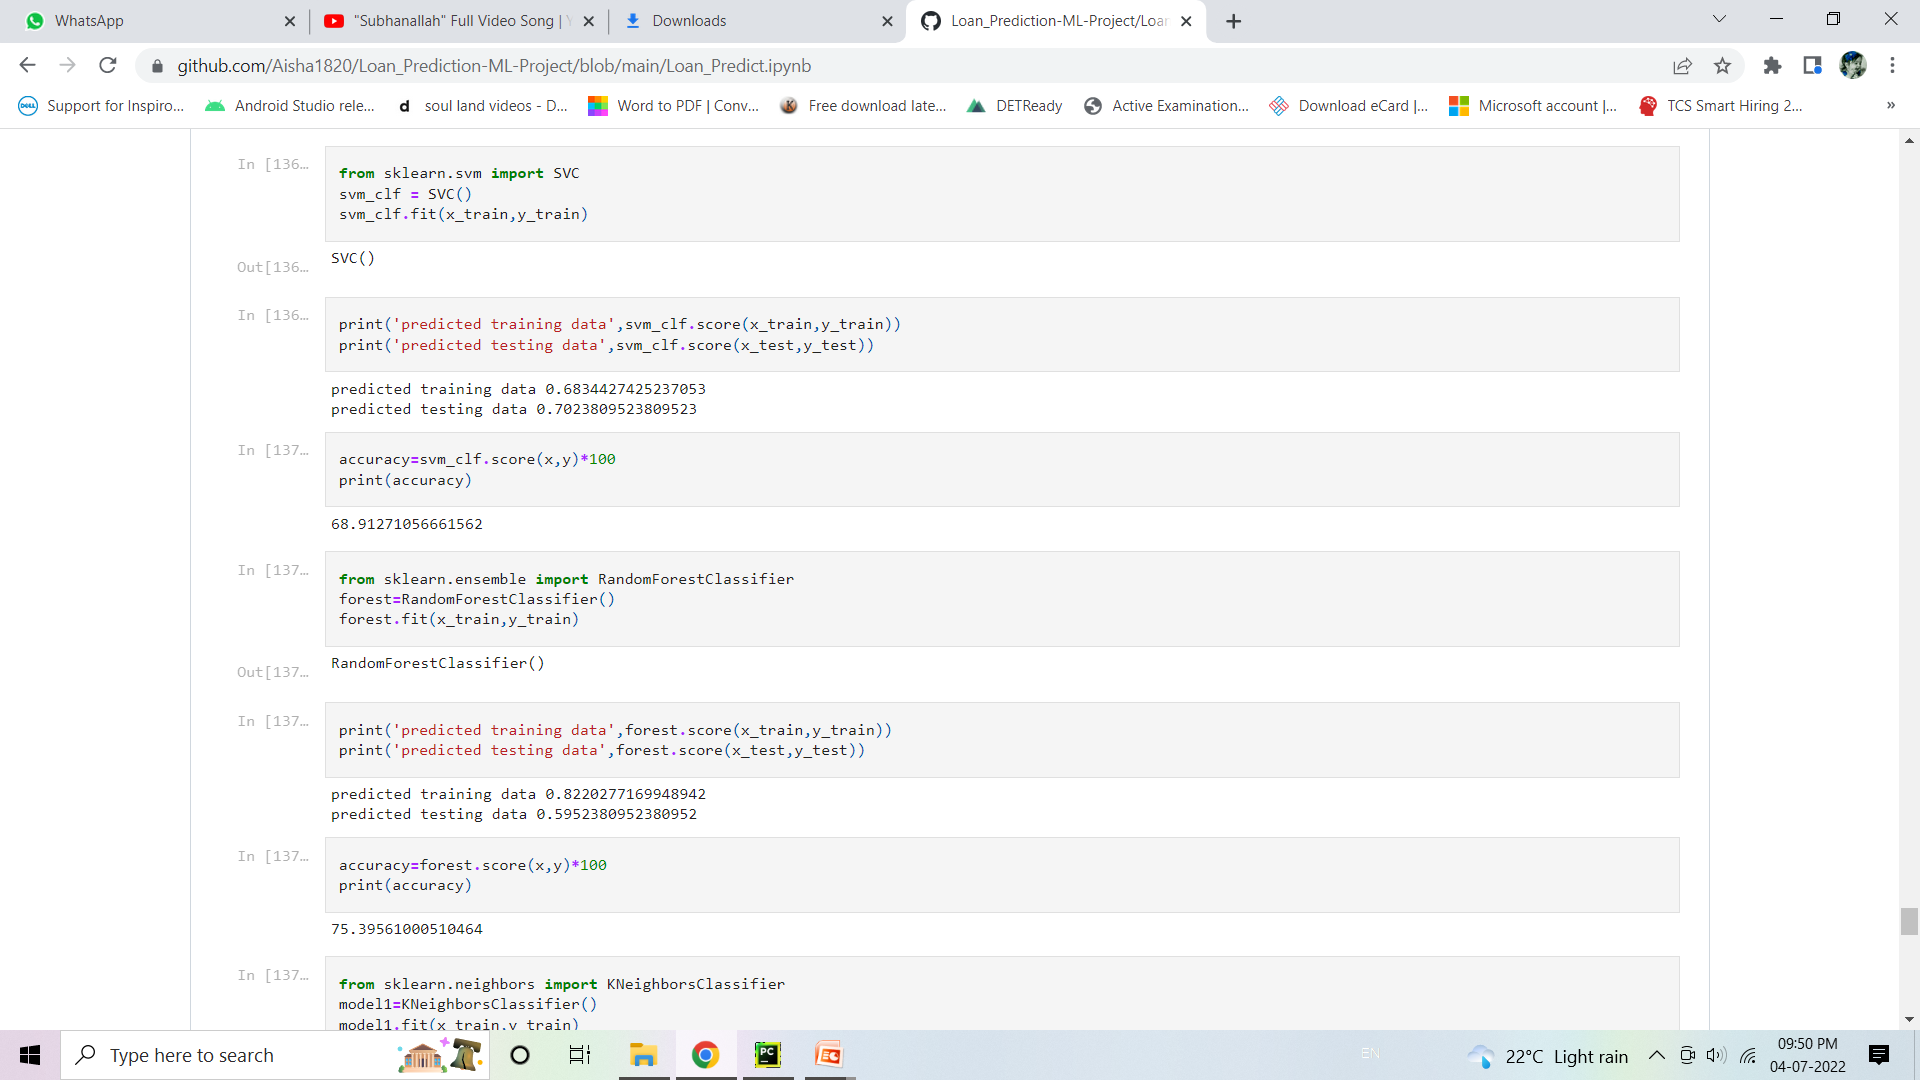 WhatsApp
"Subhanallah" Full Video Song | Y
Downloads
Loan_Prediction-ML-Project/Loan
github.com/Aisha1820/Loan_Prediction-ML-Project/blob/main/Loan_Predict.ipynb
Support for Inspiro...
Android Studio rele...
d soul land videos - D...
Word to PDF | Conv...
Free download late...
DETReady
Active Examination...
Download eCard |...
Microsoft account |...
TCS Smart Hiring 2...
»
In [136…
from sklearn.svm import SVC
svm_clf = SVC()
svm_clf.fit(x_train,y_train)
Out[136…
SVC()
In [136…
print('predicted training data',svm_clf.score(x_train,y_train))
print('predicted testing data',svm_clf.score(x_test,y_test))
predicted training data 0.6834427425237053
predicted testing data 0.7023809523809523
In [137…
accuracy=svm_clf.score(x,y)*100
print(accuracy)
68.91271056661562
In [137…
from sklearn.ensemble import RandomForestClassifier
forest=RandomForestClassifier()
forest.fit(x_train,y_train)
Out[137…
RandomForestClassifier()
In [137…
print('predicted training data',forest.score(x_train,y_train))
print('predicted testing data',forest.score(x_test,y_test))
predicted training data 0.8220277169948942
predicted testing data 0.5952380952380952
In [137…
accuracy=forest.score(x,y)*100
print(accuracy)
75.39561000510464
In [137…
from sklearn.neighbors import KNeighborsClassifier
model1=KNeighborsClassifier()
model1.fit(x_train,y_train)
Type here to search
PC
EN
22°C Light rain
09:50 PM
04-07-2022